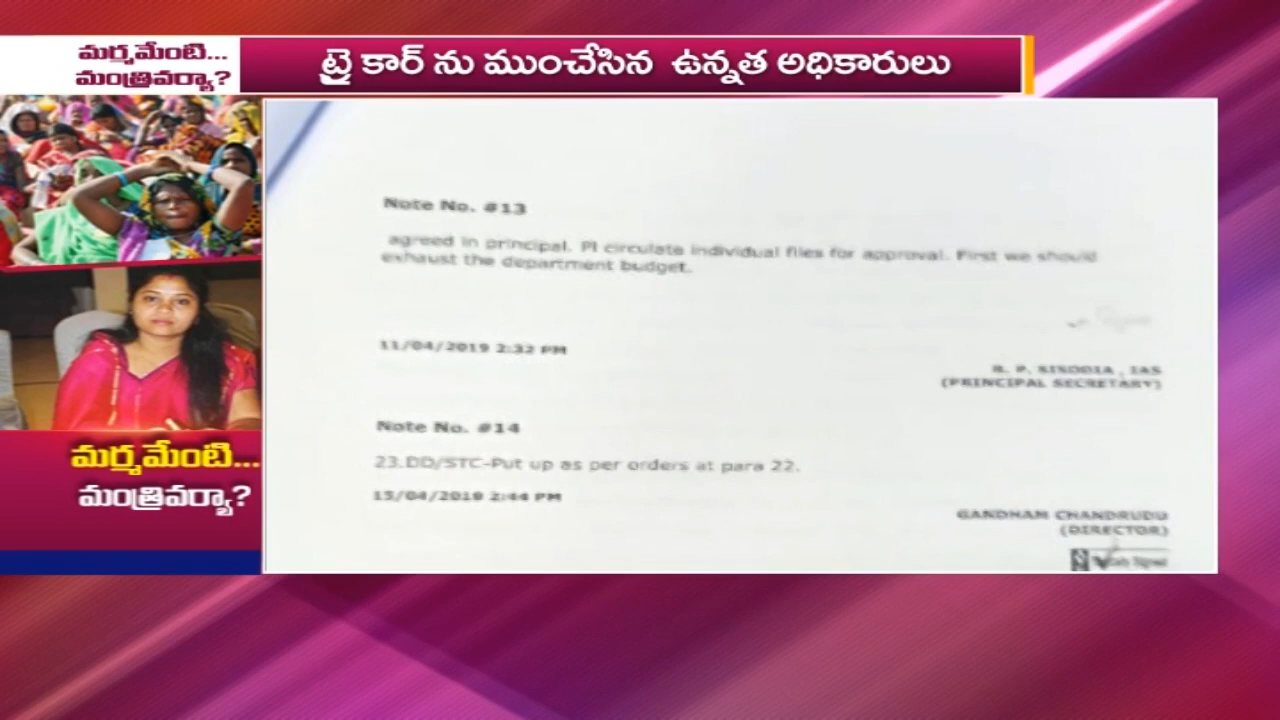 మర్మమేంటి...
మంత్రివర్యా?
ట్రై కార్ ను ముంచేసిన ఉన్నత అధికారులు
Note No. #13
agreed in principal. Pl circulate individual files for approval. First we should
exhaust the department budget.
11/04/2019 2:32 PM
R. P. SISODIA , IAS
(PRINCIPAL SECRETARY)
Note No. #14
23.DD/STC-Put up as per orders at para 22.
15/04/2019 2:44 PM
GANDHAM CHANDRUDU
(DIRECTOR)
మర్మమేంటి...
మంత్రివర్యా?